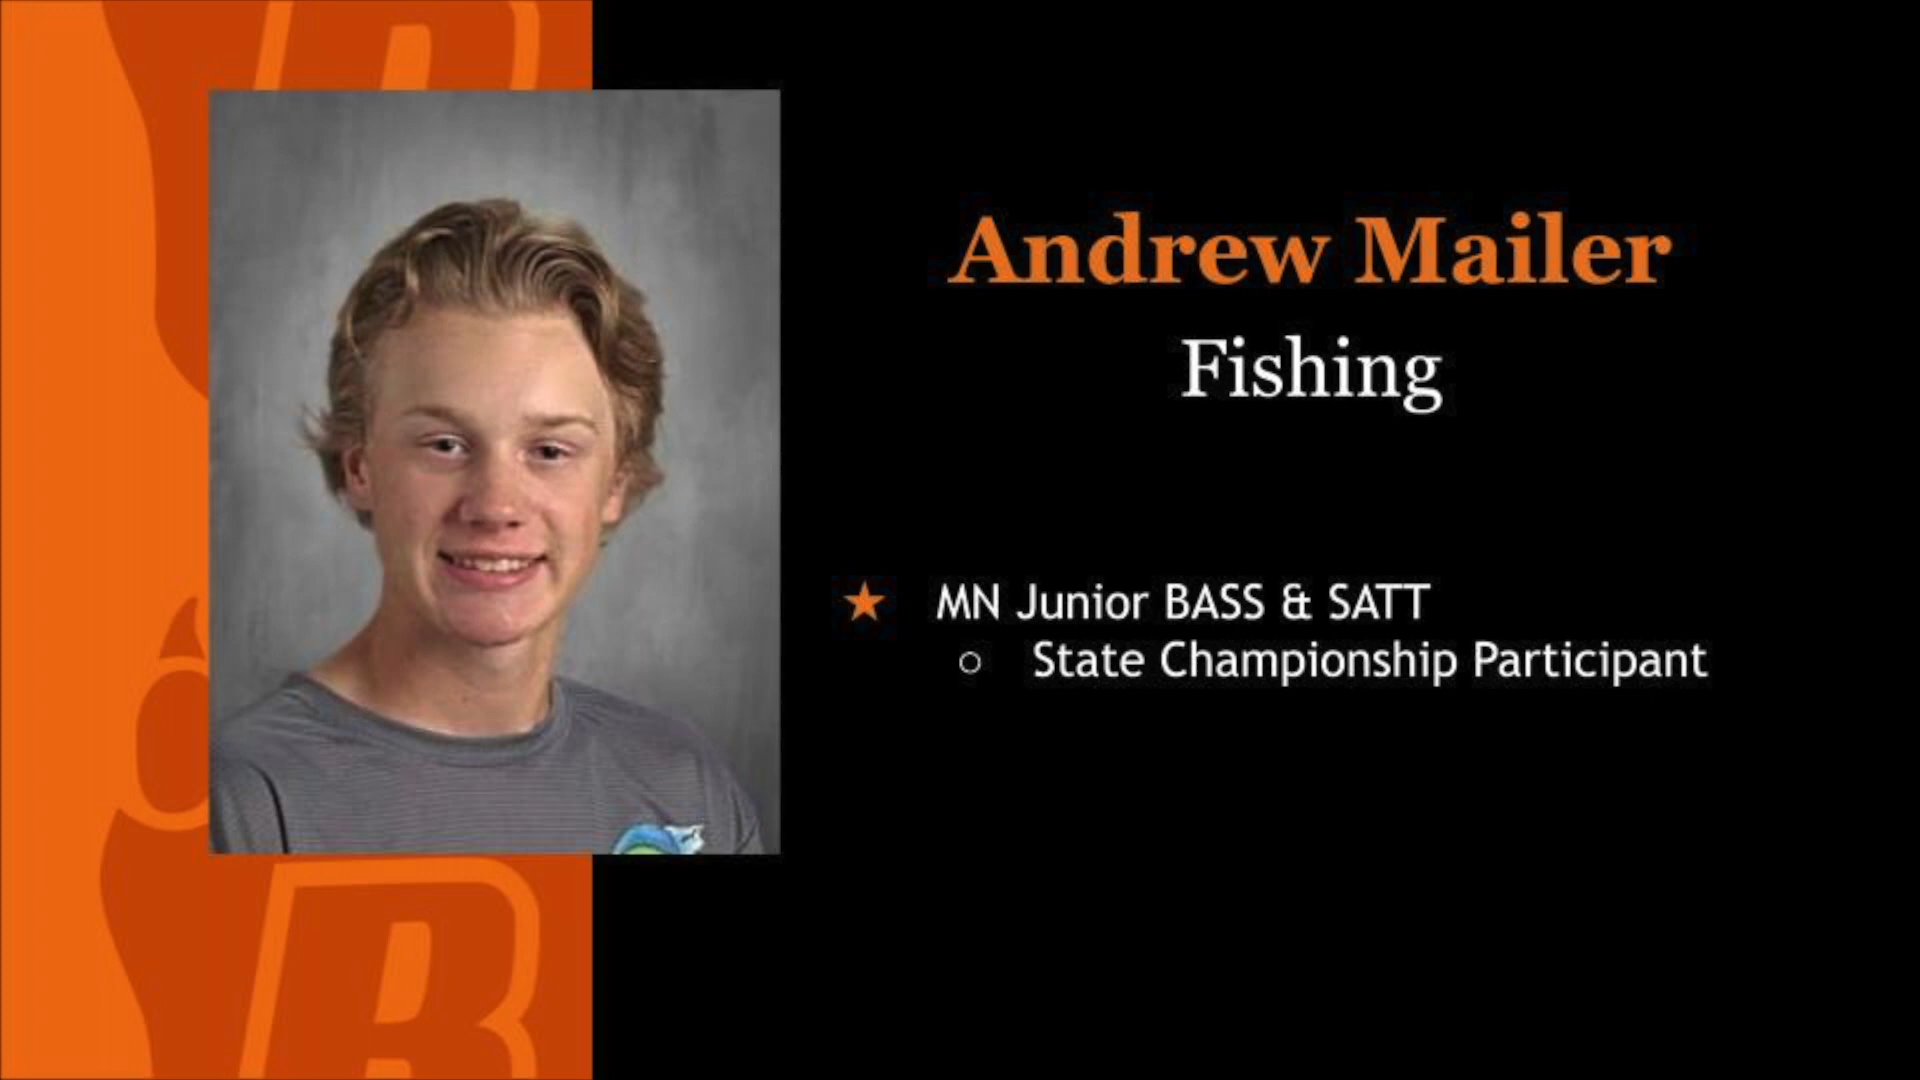 Andrew Mailer
Fishing
★ MN Junior BASS & SATT
○ State Championship Participant